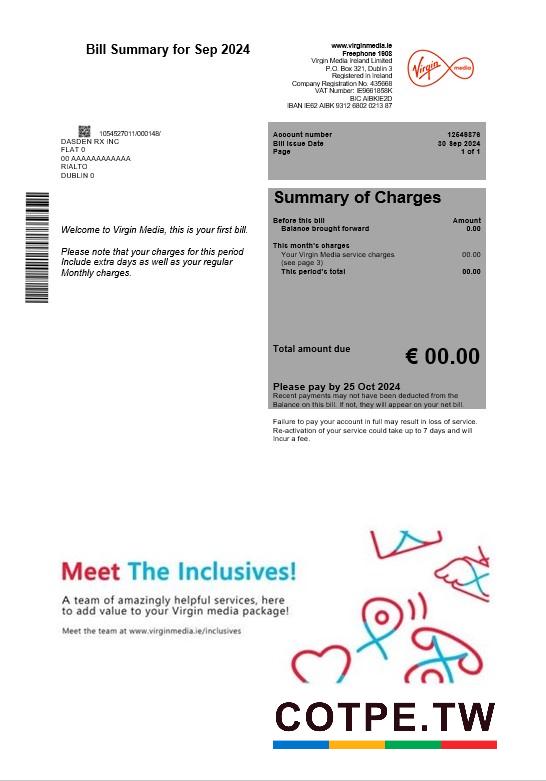 Bill Summary for Sep 2024
www.virginmedia.ie
Freephone 1908
Virgin Media Ireland Limited
P.O. Box 321, Dublin 3
Registered in Ireland
Company Registration No. 435668
VAT Number: IE9661858K
BIC AIBKIE2D
IBAN IE62 AIBK 9312 6802 0213 87
Virgin media
1054527011/000148/
DASDEN RX INC
FLAT 0
00 AAAAAAAAAAAA
RIALTO
DUBLIN 0
Account number 12548876
Bill Issue Date 30 Sep 2024
Page 1 of 1
Welcome to Virgin Media, this is your first bill.
Please note that your charges for this period
Include extra days as well as your regular
Monthly charges.
Summary of Charges
Before this bill Amount
Balance brought forward 0.00
This month's charges
Your Virgin Media service charges 00.00
(see page 3)
This period's total 00.00
Total amount due € 00.00
Please pay by 25 Oct 2024
Recent payments may not have been deducted from the
Balance on this bill. If not, they will appear on your net bill.
Failure to pay your account in full may result in loss of service.
Re-activation of your service could take up to 7 days and will
incur a fee.
Meet The Inclusives!
A team of amazingly helpful services, here
to add value to your Virgin media package!
Meet the team at www.virginmedia.ie/inclusives
COTPE.TW